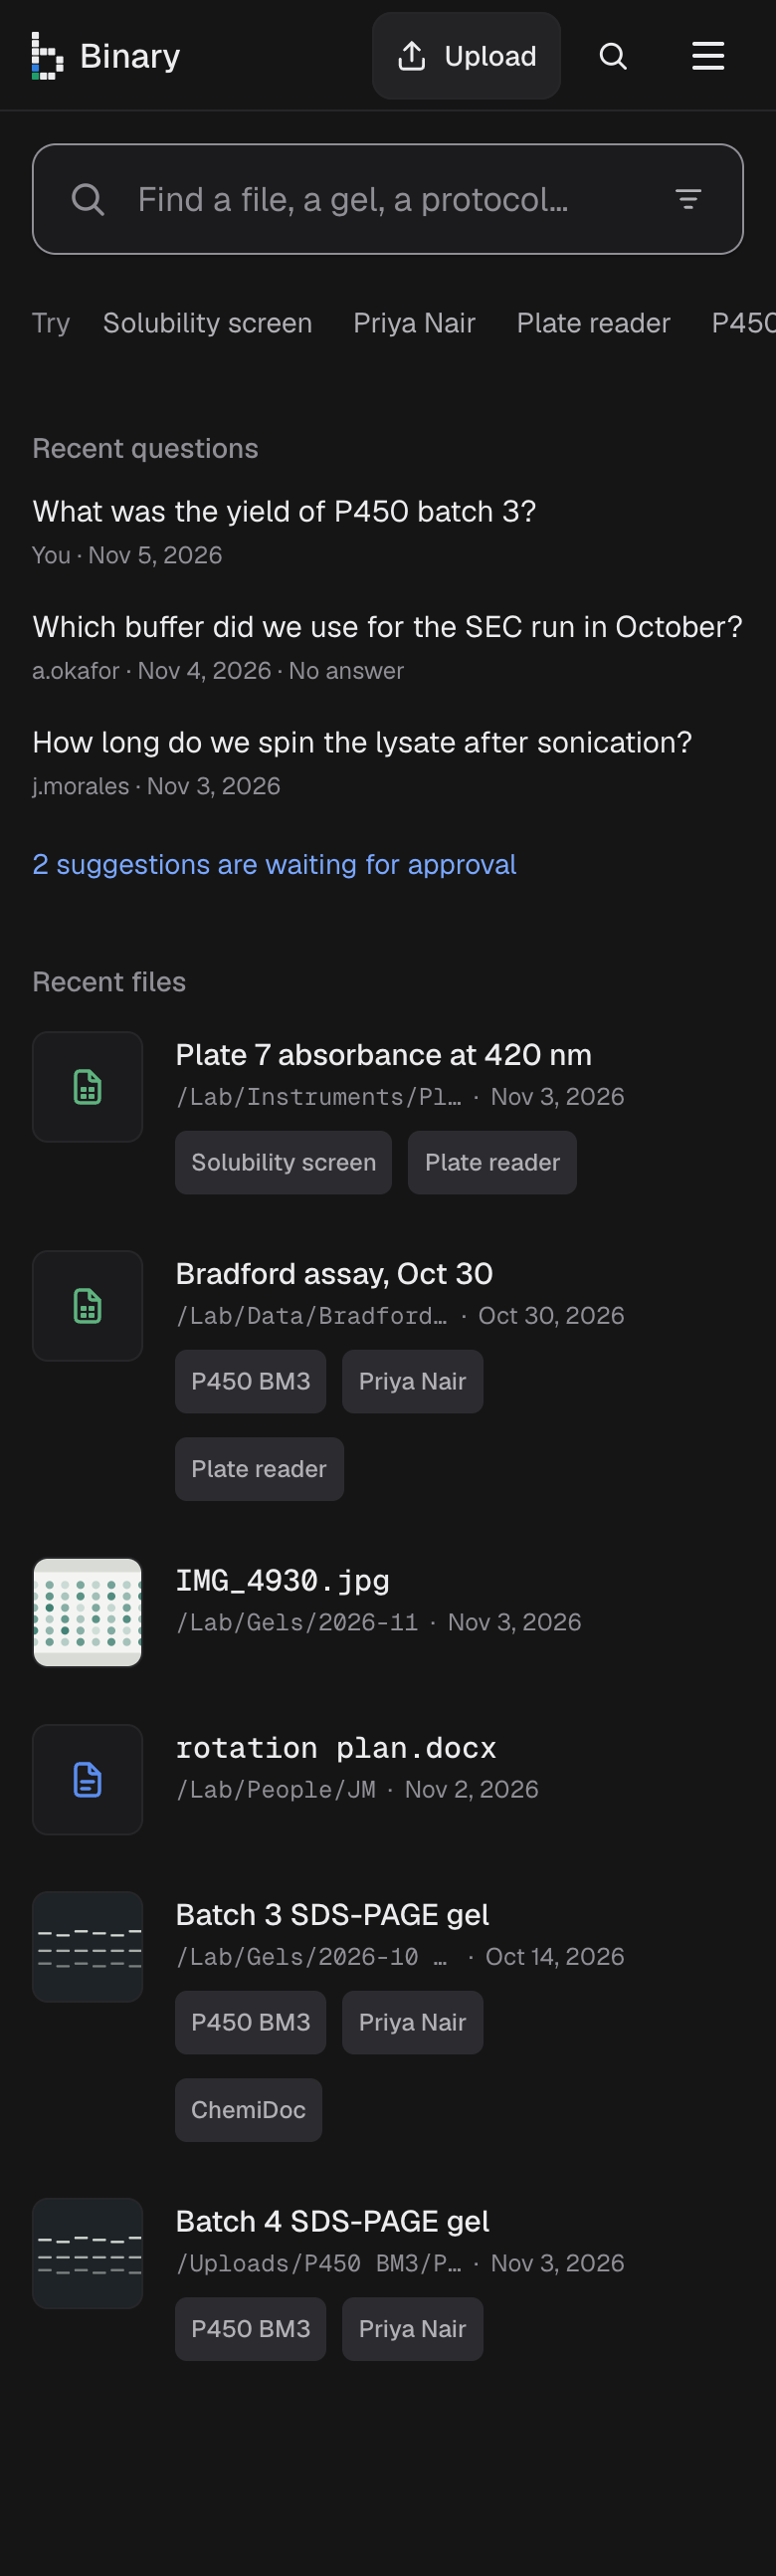 Binary
Upload
Find a file, a gel, a protocol…
Try Solubility screen Priya Nair Plate reader P450
Recent questions
What was the yield of P450 batch 3?
You · Nov 5, 2026
Which buffer did we use for the SEC run in October?
a.okafor · Nov 4, 2026 · No answer
How long do we spin the lysate after sonication?
j.morales · Nov 3, 2026
2 suggestions are waiting for approval
Recent files
Plate 7 absorbance at 420 nm
/Lab/Instruments/Pl… · Nov 3, 2026
Solubility screen Plate reader
Bradford assay, Oct 30
/Lab/Data/Bradford… · Oct 30, 2026
P450 BM3 Priya Nair
Plate reader
IMG_4930.jpg
/Lab/Gels/2026-11 · Nov 3, 2026
rotation plan.docx
/Lab/People/JM · Nov 2, 2026
Batch 3 SDS-PAGE gel
/Lab/Gels/2026-10 … · Oct 14, 2026
P450 BM3 Priya Nair
ChemiDoc
Batch 4 SDS-PAGE gel
/Uploads/P450 BM3/P… · Nov 3, 2026
P450 BM3 Priya Nair